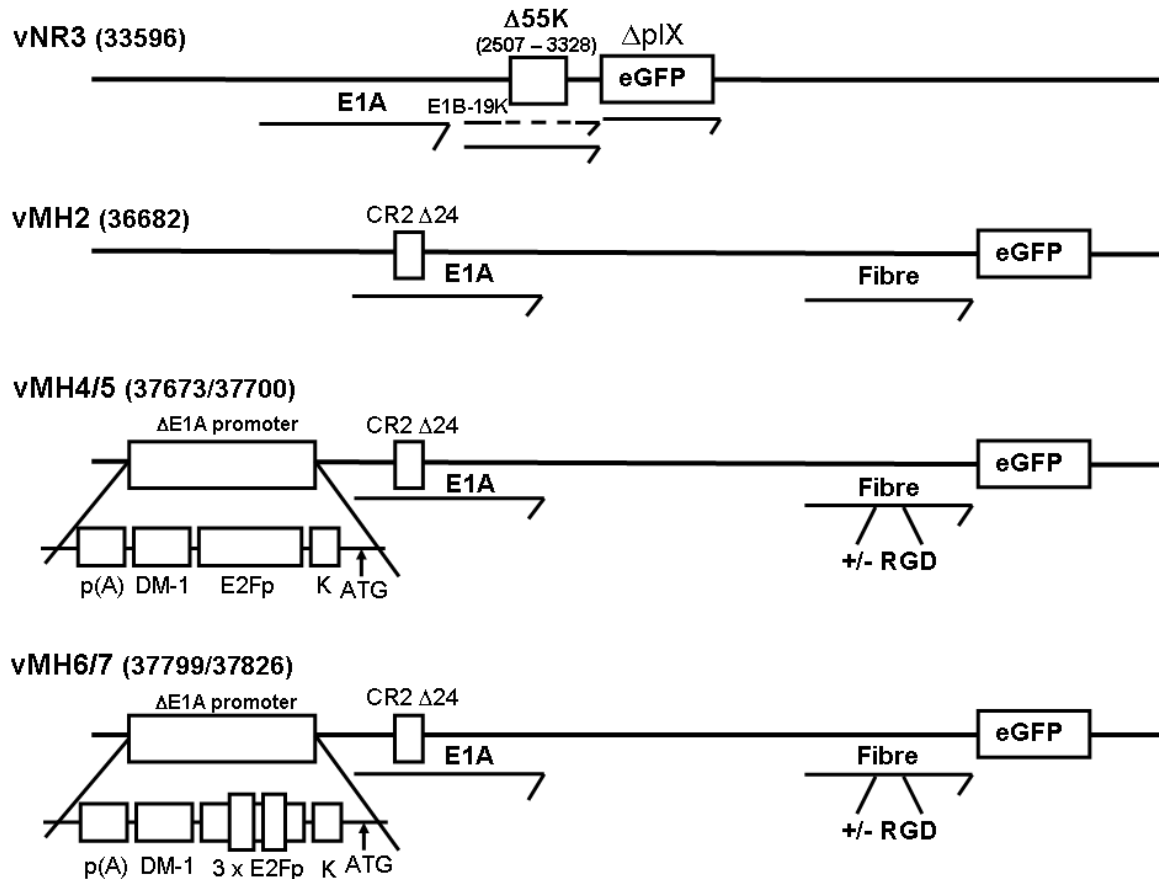 vNR3 (33596)
Δ55K
(2507 – 3328)
ΔpIX
eGFP
E1A
E1B-19K
vMH2 (36682)
CR2 Δ24
eGFP
E1A
Fibre
vMH4/5 (37673/37700)
ΔE1A promoter
CR2 Δ24
eGFP
E1A
Fibre
+/- RGD
p(A) DM-1 E2Fp K ATG
vMH6/7 (37799/37826)
ΔE1A promoter
CR2 Δ24
eGFP
E1A
Fibre
+/- RGD
p(A) DM-1 3 x E2Fp K ATG